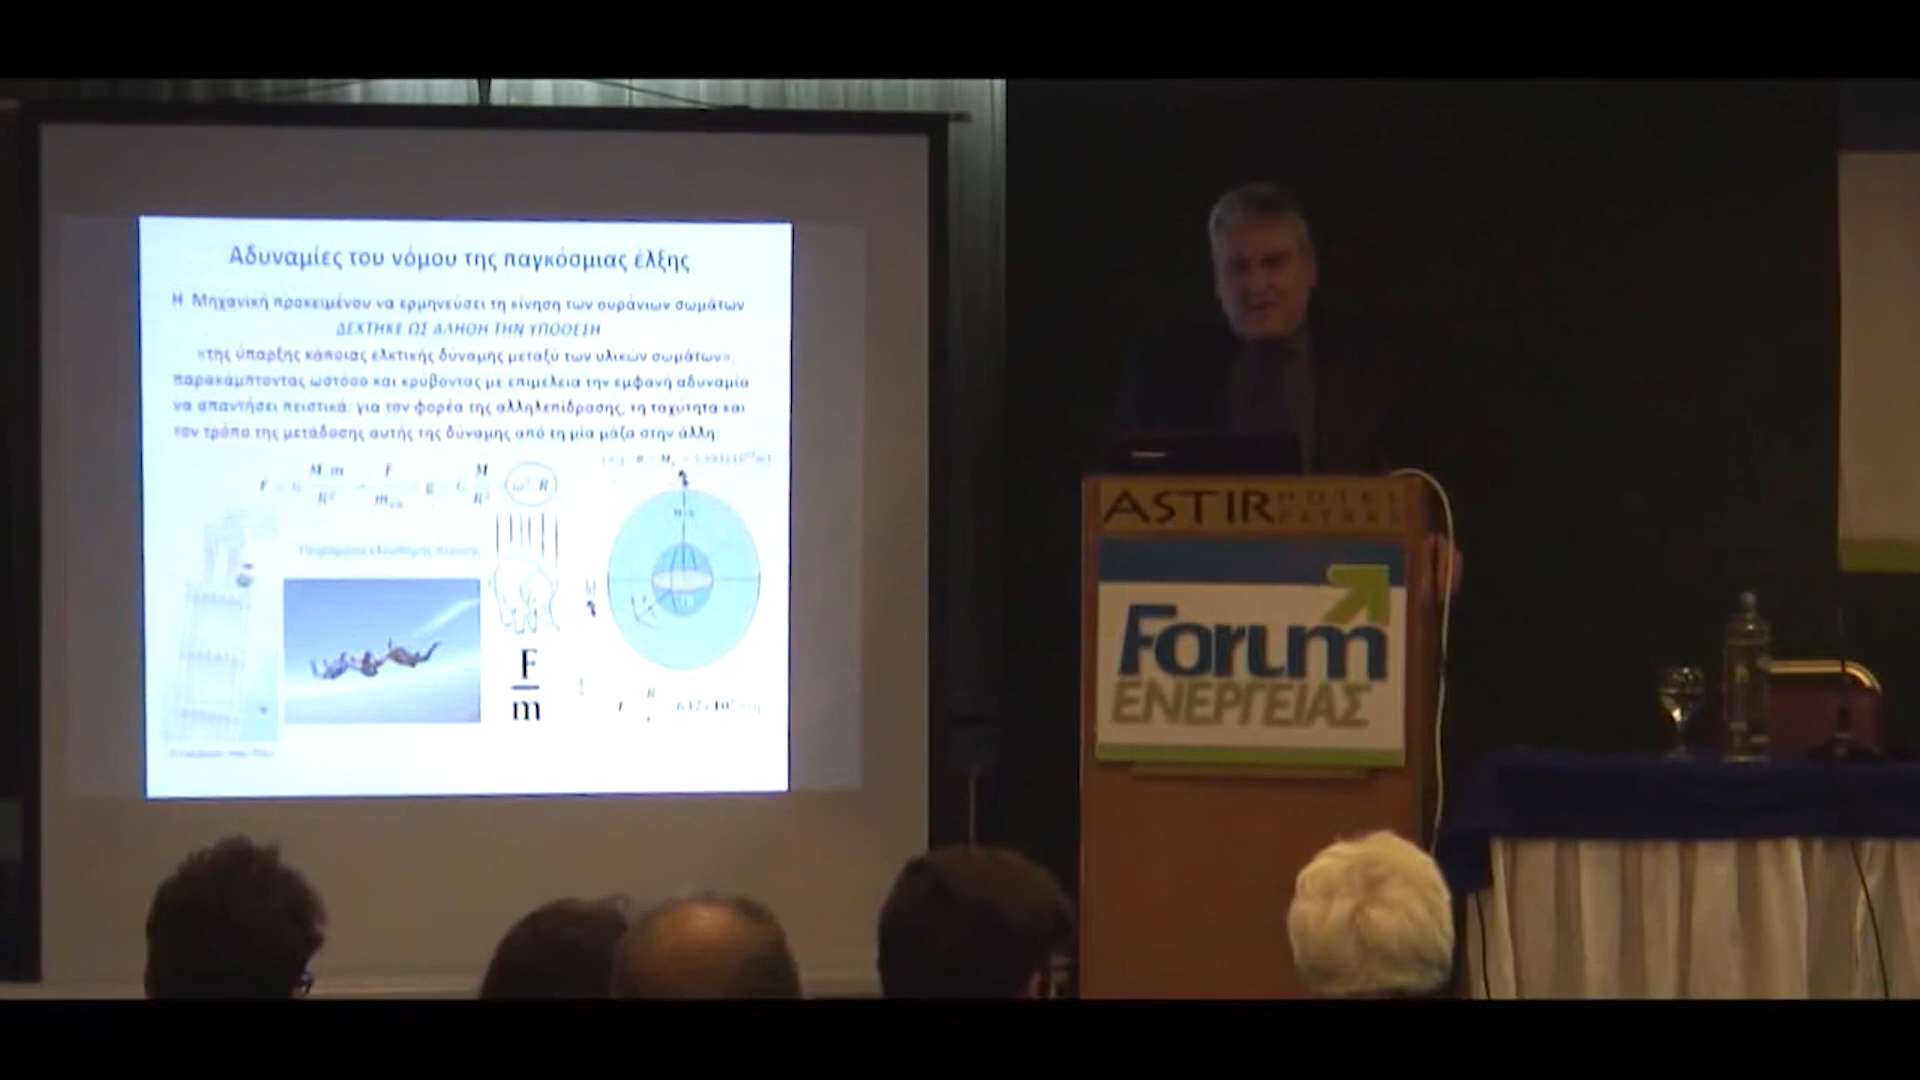 Αδυναμίες του νόμου της παγκόσμιας έλξης
Η Μηχανική προκειμένου να ερμηνεύσει τη κίνηση των ουράνιων σωμάτων
ΔΕΧΤΗΚΕ ΩΣ ΑΛΗΘΗ ΤΗΝ ΥΠΟΘΕΣΗ
«της ύπαρξης κάποιας ελκτικής δύναμης μεταξύ των υλικών σωμάτων»,
παρακάμπτοντας ωστόσο και κρύβοντας με επιμέλεια την εμφανή αδυναμία
να απαντήσει πειστικά: για τον φορέα της αλληλεπίδρασης, τη ταχύτητα και
τον τρόπο της μετάδοσης αυτής της δύναμης από τη μία μάζα στην άλλη
F
m
ASTIR HOTEL
PATRAS
Forum
ΕΝΕΡΓΕΙΑΣ